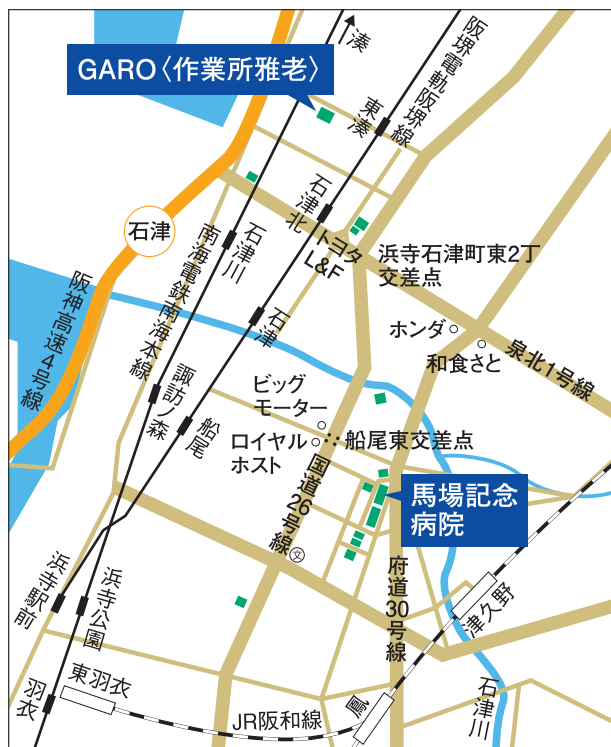 湊
GARO〈作業所雅老〉
阪堺電軌阪堺線
東湊
石津
石津北
トヨタ
L&F
浜寺石津町東2丁
交差点
石津川
南海電鉄南海本線
阪神高速4号線
石津
ホンダ
和食さと
泉北1号線
諏訪ノ森
船尾
ビッグ
モーター
ロイヤル
ホスト
船尾東交差点
国道26号線
馬場記念
病院
文
府道30号線
津久野
浜寺駅前
浜寺公園
石津川
羽衣
東羽衣
JR阪和線
鳳